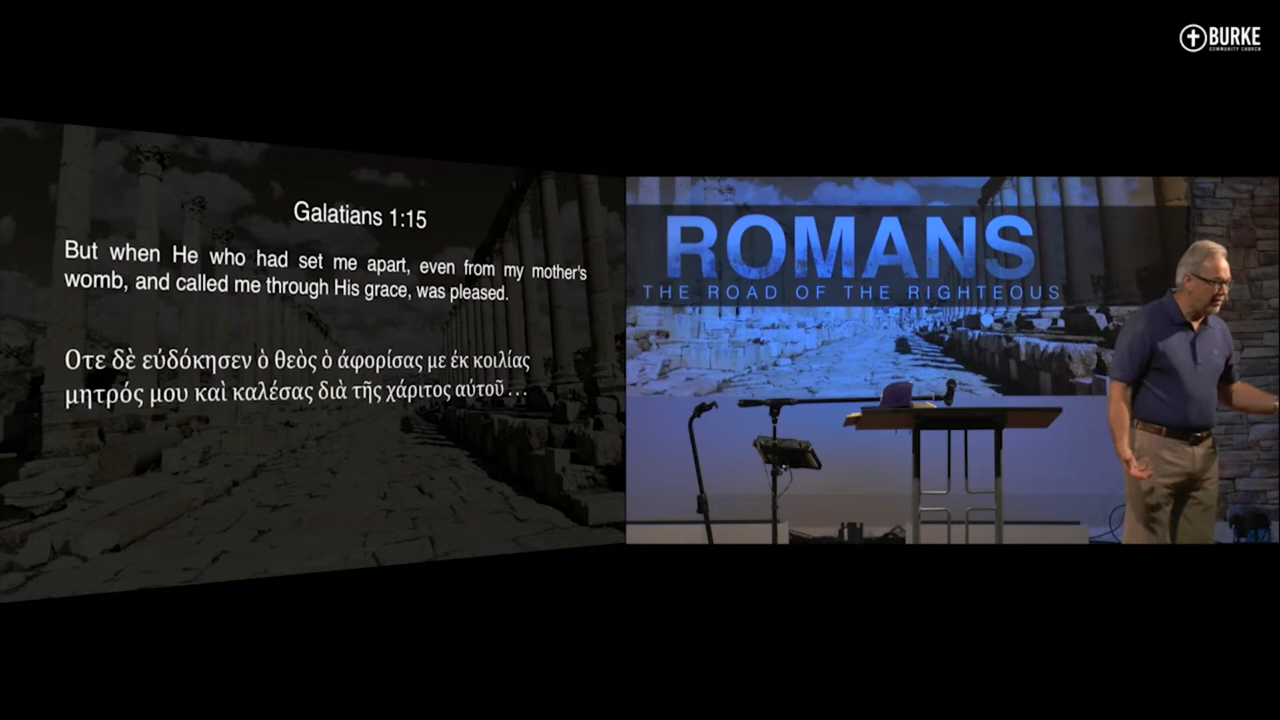 BURKE
COMMUNITY CHURCH
Galatians 1:15
But when He who had set me apart, even from my mother's
womb, and called me through His grace, was pleased.
Οτε δὲ εὐδόκησεν ὁ θεὸς ὁ ἀφορίσας με ἐκ κοιλίας
μητρός μου καὶ καλέσας διὰ τῆς χάριτος αὐτοῦ…
ROMANS
THE ROAD OF THE RIGHTEOUS